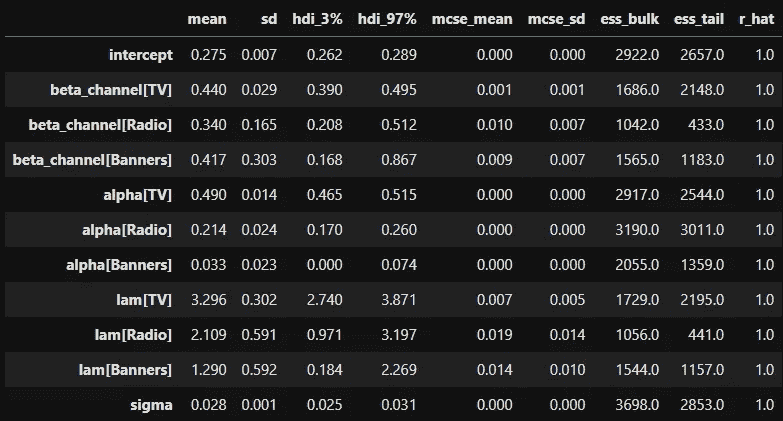 mean sd hdi_3% hdi_97% mcse_mean mcse_sd ess_bulk ess_tail r_hat
intercept 0.275 0.007 0.262 0.289 0.000 0.000 2922.0 2657.0 1.0
beta_channel[TV] 0.440 0.029 0.390 0.495 0.001 0.001 1686.0 2148.0 1.0
beta_channel[Radio] 0.340 0.165 0.208 0.512 0.010 0.007 1042.0 433.0 1.0
beta_channel[Banners] 0.417 0.303 0.168 0.867 0.009 0.007 1565.0 1183.0 1.0
alpha[TV] 0.490 0.014 0.465 0.515 0.000 0.000 2917.0 2544.0 1.0
alpha[Radio] 0.214 0.024 0.170 0.260 0.000 0.000 3190.0 3011.0 1.0
alpha[Banners] 0.033 0.023 0.000 0.074 0.000 0.000 2055.0 1359.0 1.0
lam[TV] 3.296 0.302 2.740 3.871 0.007 0.005 1729.0 2195.0 1.0
lam[Radio] 2.109 0.591 0.971 3.197 0.019 0.014 1056.0 441.0 1.0
lam[Banners] 1.290 0.592 0.184 2.269 0.014 0.010 1544.0 1157.0 1.0
sigma 0.028 0.001 0.025 0.031 0.000 0.000 3698.0 2853.0 1.0